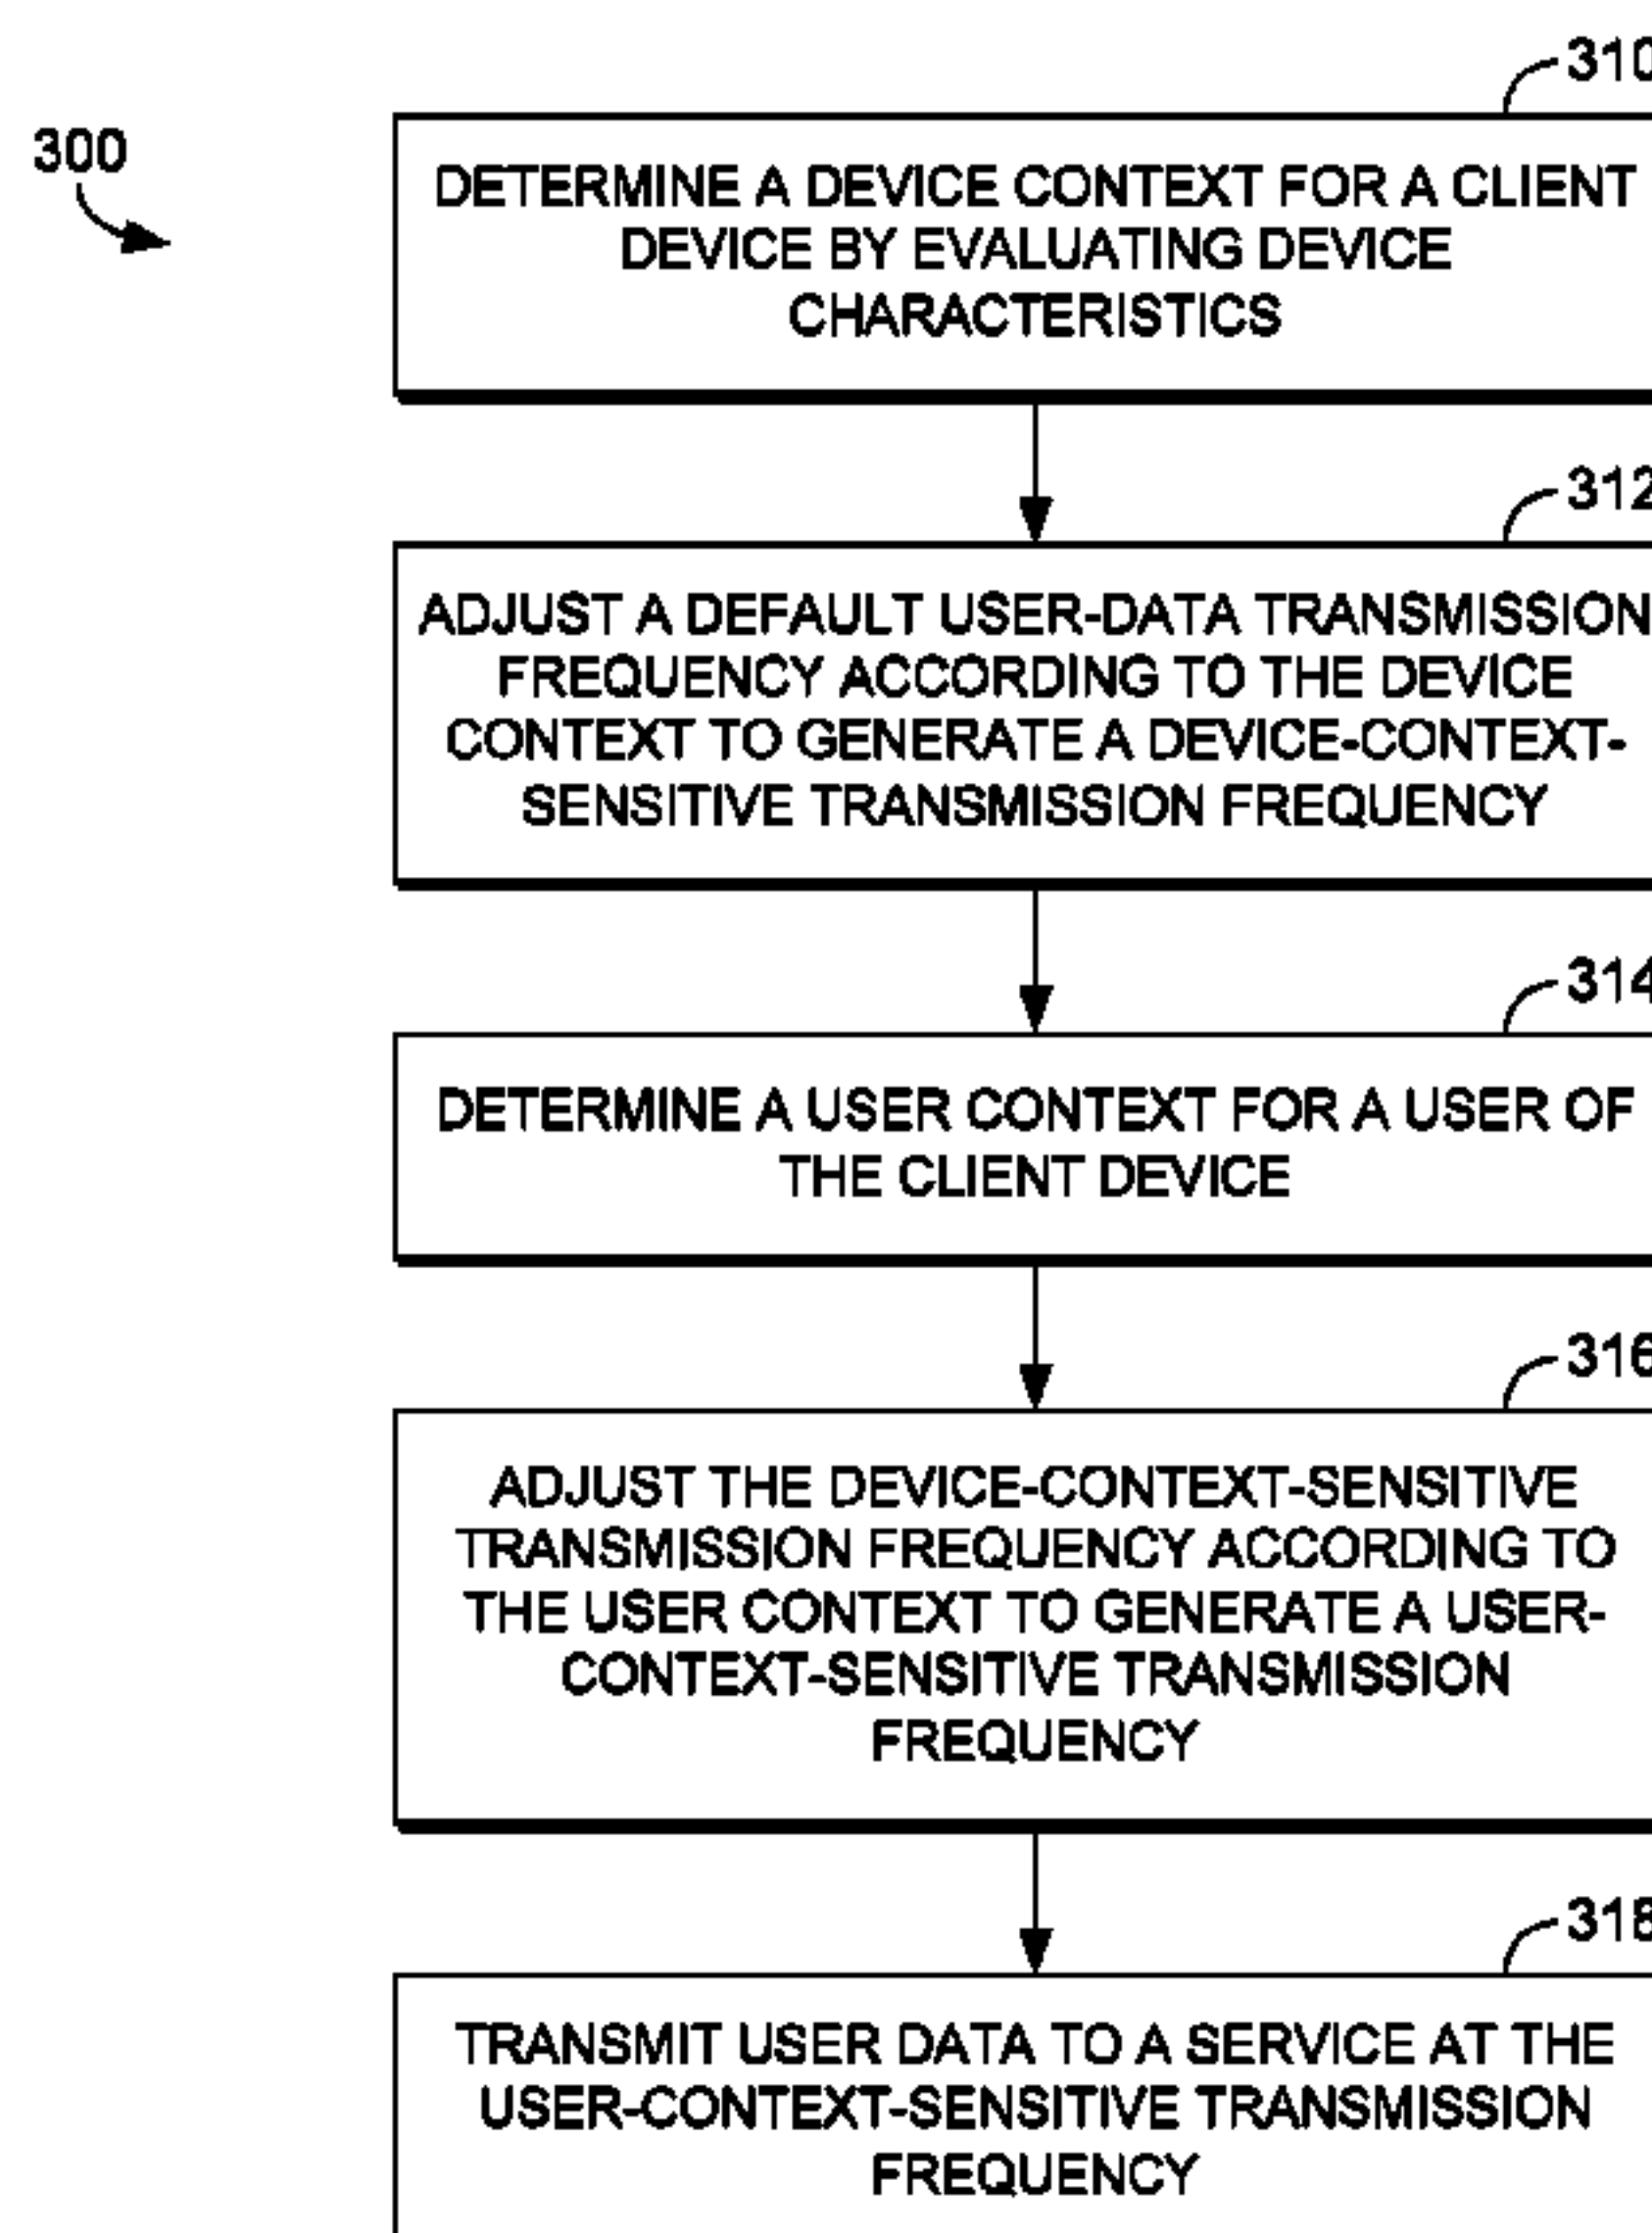 310
300
DETERMINE A DEVICE CONTEXT FOR A CLIENT
DEVICE BY EVALUATING DEVICE
CHARACTERISTICS
312
ADJUST A DEFAULT USER-DATA TRANSMISSION
FREQUENCY ACCORDING TO THE DEVICE
CONTEXT TO GENERATE A DEVICE-CONTEXT-
SENSITIVE TRANSMISSION FREQUENCY
314
DETERMINE A USER CONTEXT FOR A USER OF
THE CLIENT DEVICE
316
ADJUST THE DEVICE-CONTEXT-SENSITIVE
TRANSMISSION FREQUENCY ACCORDING TO
THE USER CONTEXT TO GENERATE A USER-
CONTEXT-SENSITIVE TRANSMISSION
FREQUENCY
318
TRANSMIT USER DATA TO A SERVICE AT THE
USER-CONTEXT-SENSITIVE TRANSMISSION
FREQUENCY